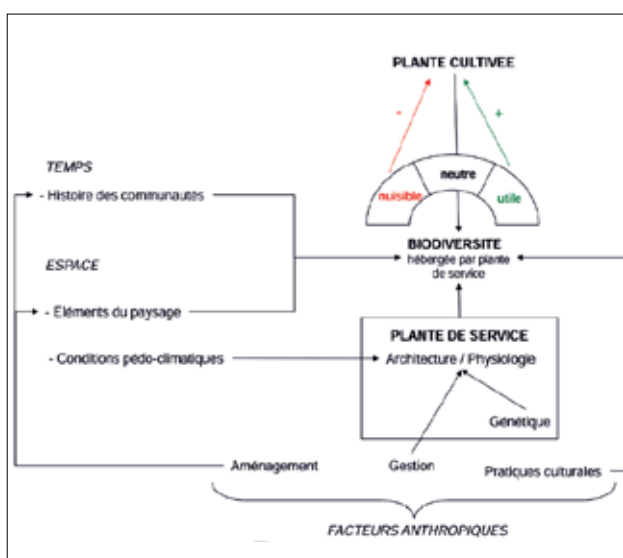 PLANTE CULTIVEE
- +
neutre
nuisible utile
TEMPS
- Histoire des communautés
BIODIVERSITE
hébergée par plante
de service
ESPACE
- Eléments du paysage
PLANTE DE SERVICE
- Conditions pédo-climatiques
Architecture / Physiologie
Génétique
Aménagement Gestion Pratiques culturales
FACTEURS ANTHROPIQUES